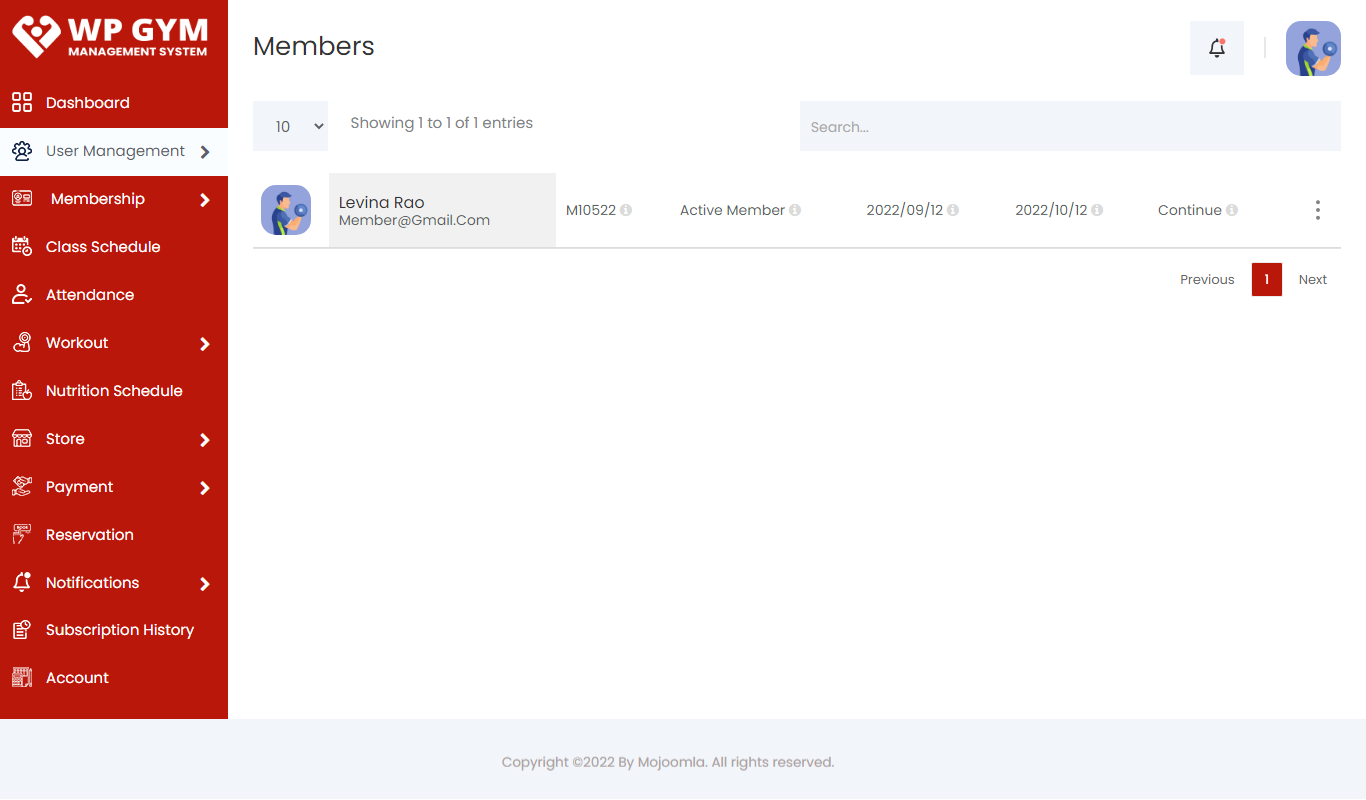 WP GYM
MANAGEMENT SYSTEM
Dashboard
User Management
Membership
Class Schedule
Attendance
Workout
Nutrition Schedule
Store
Payment
Reservation
Notifications
Subscription History
Account
Members
10
Showing 1 to 1 of 1 entries
Search...
Levina Rao
Member@Gmail.Com
M10522
Active Member
2022/09/12
2022/10/12
Continue
Previous 1 Next
Copyright ©2022 By Mojoomla. All rights reserved.